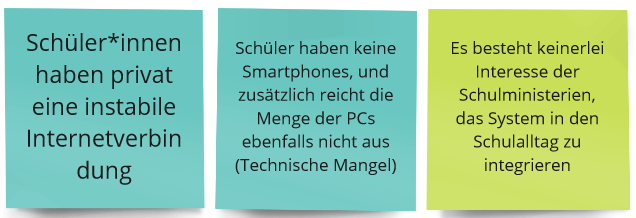 Schüler*innen
haben privat
eine instabile
Internetverbin
dung
Schüler haben keine
Smartphones, und
zusätzlich reicht die
Menge der PCs
ebenfalls nicht aus
(Technische Mangel)
Es besteht keinerlei
Interesse der
Schulministerien,
das System in den
Schulalltag zu
integrieren